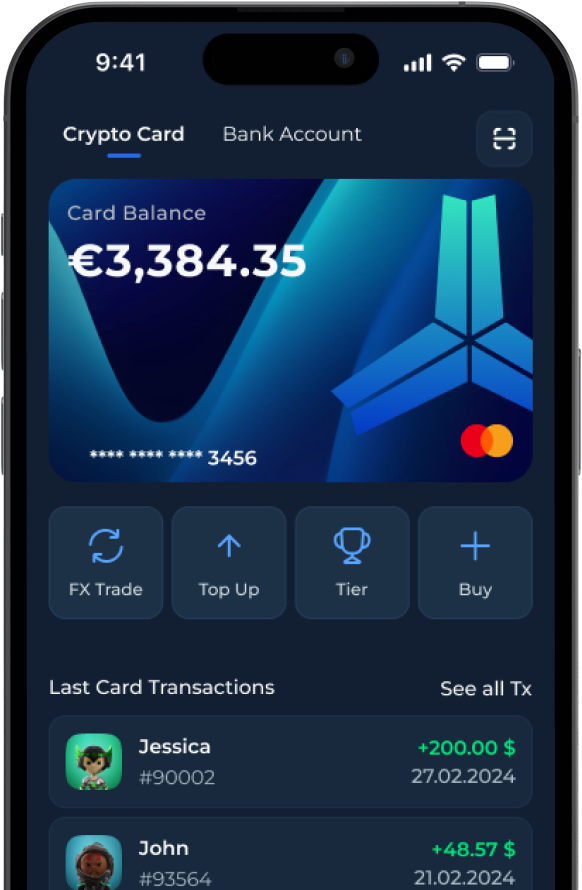 9:41
Crypto Card
Bank Account
Card Balance
€3,384.35
**** **** **** 3456
FX Trade
Top Up
Tier
Buy
Last Card Transactions
See all Tx
Jessica
+200.00 $
#90002
27.02.2024
John
+48.57 $
#93564
21.02.2024